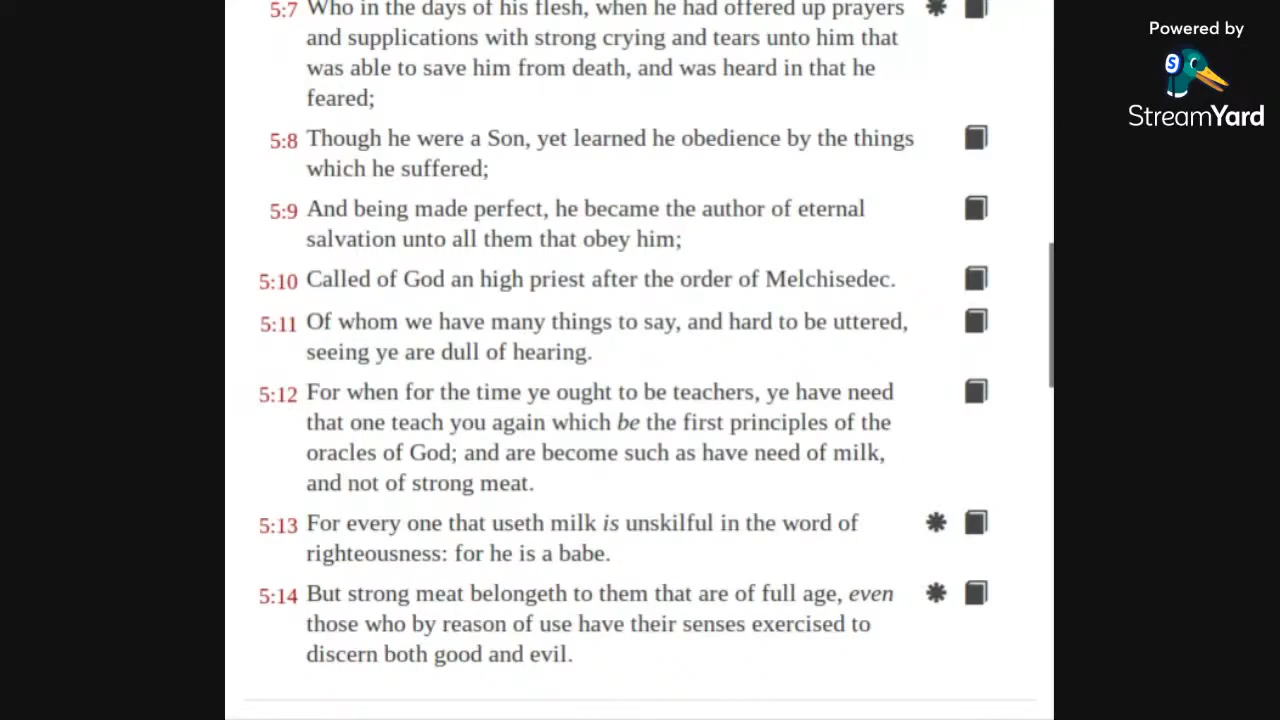 5:7 Who in the days of his flesh, when he had offered up prayers
and supplications with strong crying and tears unto him that
was able to save him from death, and was heard in that he
feared;
5:8 Though he were a Son, yet learned he obedience by the things
which he suffered;
5:9 And being made perfect, he became the author of eternal
salvation unto all them that obey him;
5:10 Called of God an high priest after the order of Melchisedec.
5:11 Of whom we have many things to say, and hard to be uttered,
seeing ye are dull of hearing.
5:12 For when for the time ye ought to be teachers, ye have need
that one teach you again which be the first principles of the
oracles of God; and are become such as have need of milk,
and not of strong meat.
5:13 For every one that useth milk is unskilful in the word of
righteousness: for he is a babe.
5:14 But strong meat belongeth to them that are of full age, even
those who by reason of use have their senses exercised to
discern both good and evil.
Powered by
S
StreamYard